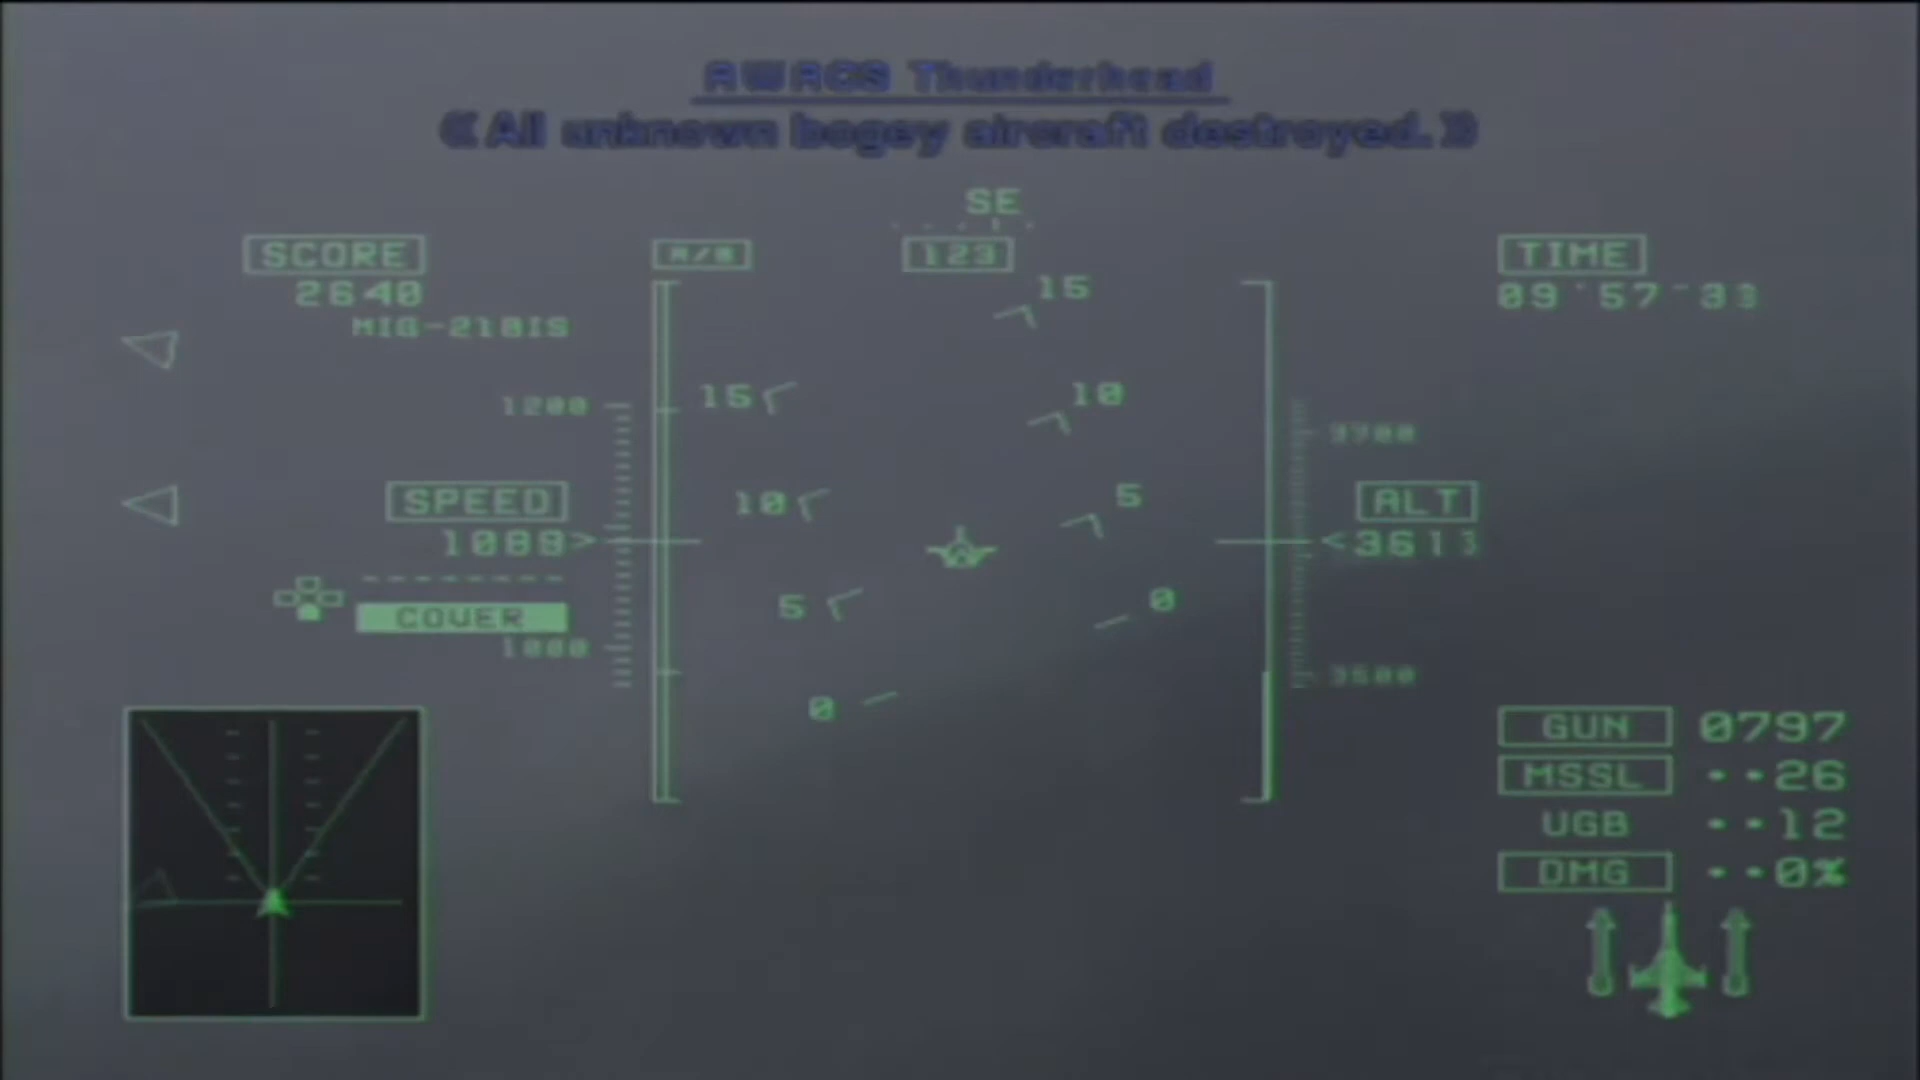 AWACS Thunderhead
<< All unknown bogey aircraft destroyed. >>
SE
SCORE
A/B
123
TIME
2640
15
09'57"33
MIG-21BIS
1200
15
10
3700
SPEED
10
5
ALT
1088>
<3613
COVER
5
0
1000
3500
0
GUN 0797
MSSL ··26
UGB ··12
DMG ··0%